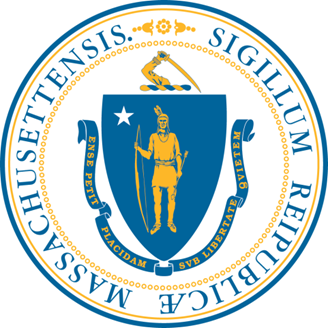 SIGILLUM REIPUBLICÆ MASSACHUSETTENSIS.
ENSE PETIT PLACIDAM SVB LIBERTATE QVIETEM